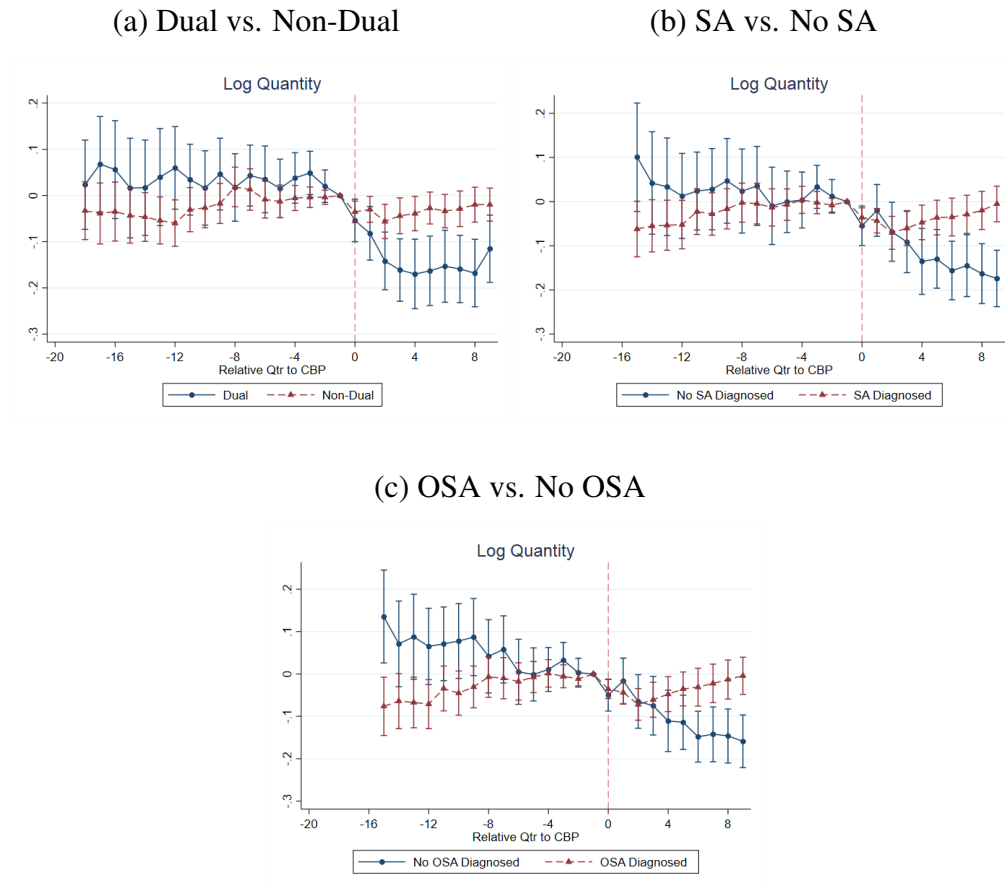 (a) Dual vs. Non-Dual
Log Quantity
.2
.1
0
-.1
-.2
-.3
-20 -16 -12 -8 -4 0 4 8
Relative Qtr to CBP
Dual Non-Dual
(b) SA vs. No SA
Log Quantity
.2
.1
0
-.1
-.2
-.3
-20 -16 -12 -8 -4 0 4 8
Relative Qtr to CBP
No SA Diagnosed SA Diagnosed
(c) OSA vs. No OSA
Log Quantity
.2
.1
0
-.1
-.2
-.3
-20 -16 -12 -8 -4 0 4 8
Relative Qtr to CBP
No OSA Diagnosed OSA Diagnosed